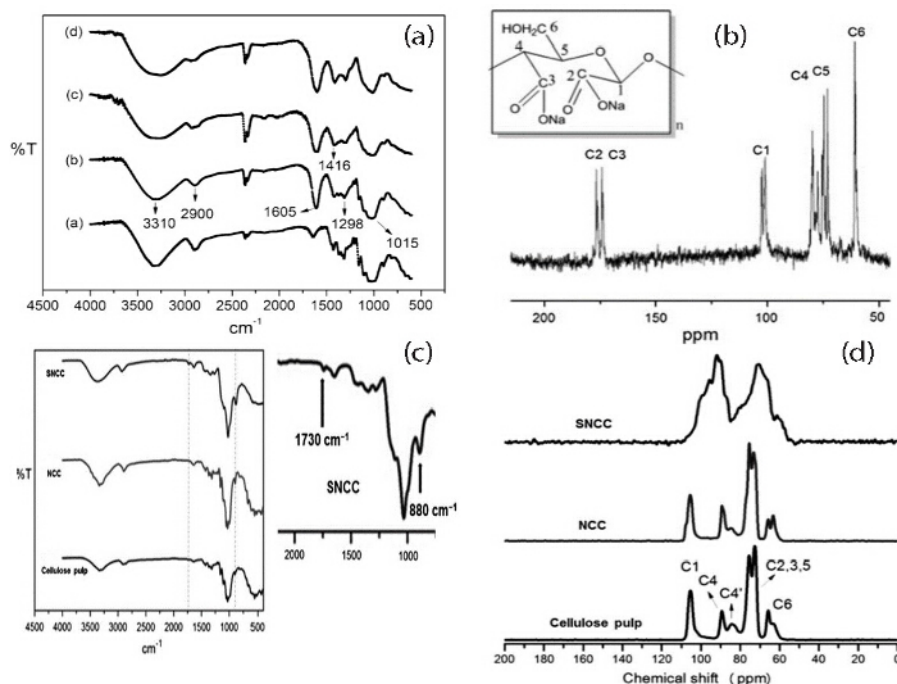 (a)
(d)
(c)
(b)
(a)
%T
1416
3310
2900
1605
1298
1015
4500 4000 3500 3000 2500 2000 1500 1000 500
cm-1
(b)
HOH2C 6
4
5
O
O
3
C
2
C
1
O
O
ONa
ONa
n
C2 C3
C1
C4
C5
C6
200 150 100 50
ppm
(c)
SNCC
NCC
Cellulose pulp
%T
4500 4000 3500 3000 2500 2000 1500 1000 500
cm-1
1730 cm-1
SNCC
880 cm-1
2000 1500 1000
(d)
SNCC
NCC
C1
C4
C4'
C2,3,5
C6
Cellulose pulp
200 180 160 140 120 100 80 60 40 20 0
Chemical shift (ppm)